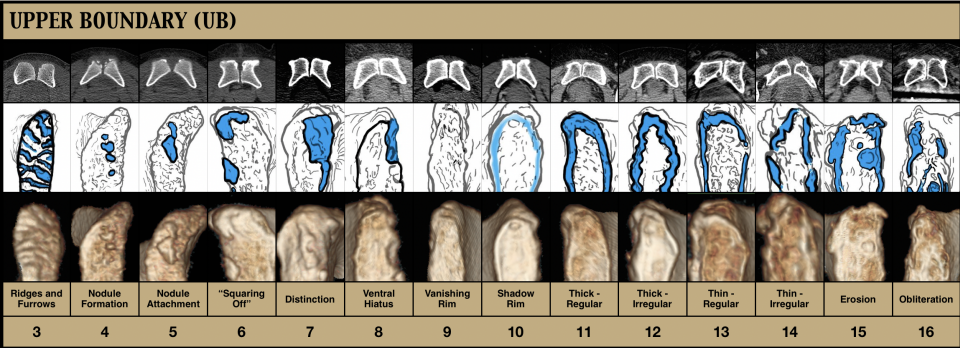 UPPER BOUNDARY (UB)
Ridges and
Furrows
Nodule
Formation
Nodule
Attachment
"Squaring
Off"
Distinction
Ventral
Hiatus
Vanishing
Rim
Shadow
Rim
Thick -
Regular
Thick -
Irregular
Thin -
Regular
Thin -
Irregular
Erosion
Obliteration
3 4 5 6 7 8 9 10 11 12 13 14 15 16